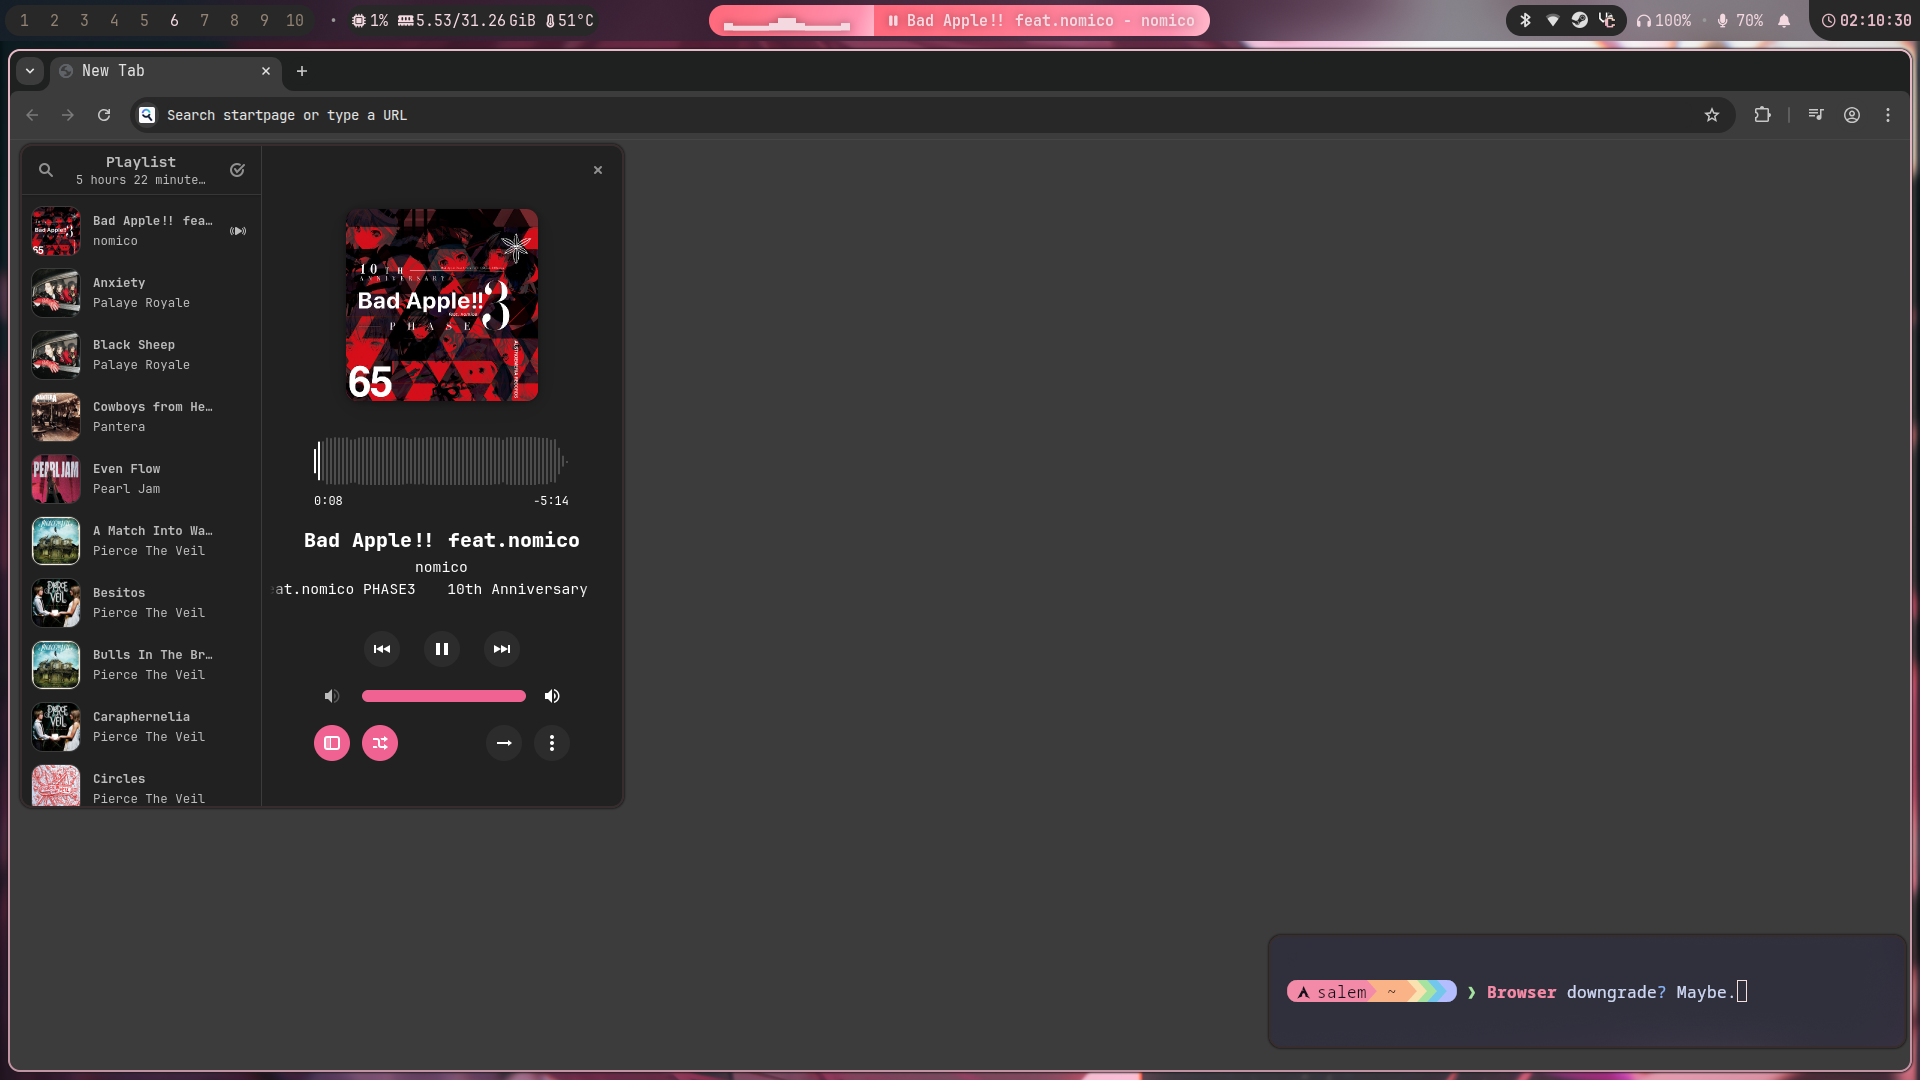 1 2 3 4 5 6 7 8 9 10 • 1% 5.53/31.26 GiB 51°C
Bad Apple!! feat.nomico - nomico
100% • 70% 02:10:30
New Tab
Search startpage or type a URL
Playlist
5 hours 22 minute…
Bad Apple!! fea…
nomico
Anxiety
Palaye Royale
Black Sheep
Palaye Royale
Cowboys from He…
Pantera
Even Flow
Pearl Jam
A Match Into Wa…
Pierce The Veil
Besitos
Pierce The Veil
Bulls In The Br…
Pierce The Veil
Caraphernelia
Pierce The Veil
Circles
Pierce The Veil
10TH
ANNIVERSARY
Bad Apple!!
feat. nomico
PHASE 3
65
0:08 -5:14
Bad Apple!! feat.nomico
nomico
eat.nomico PHASE3 10th Anniversary
salem ~ ❯ Browser downgrade? Maybe.
PEARL JAM